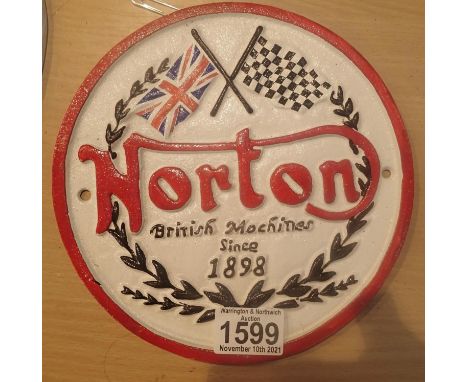 Norton
British Machines
Since
1898
Warrington & Northwich
Auction
1599
November 10th 2021